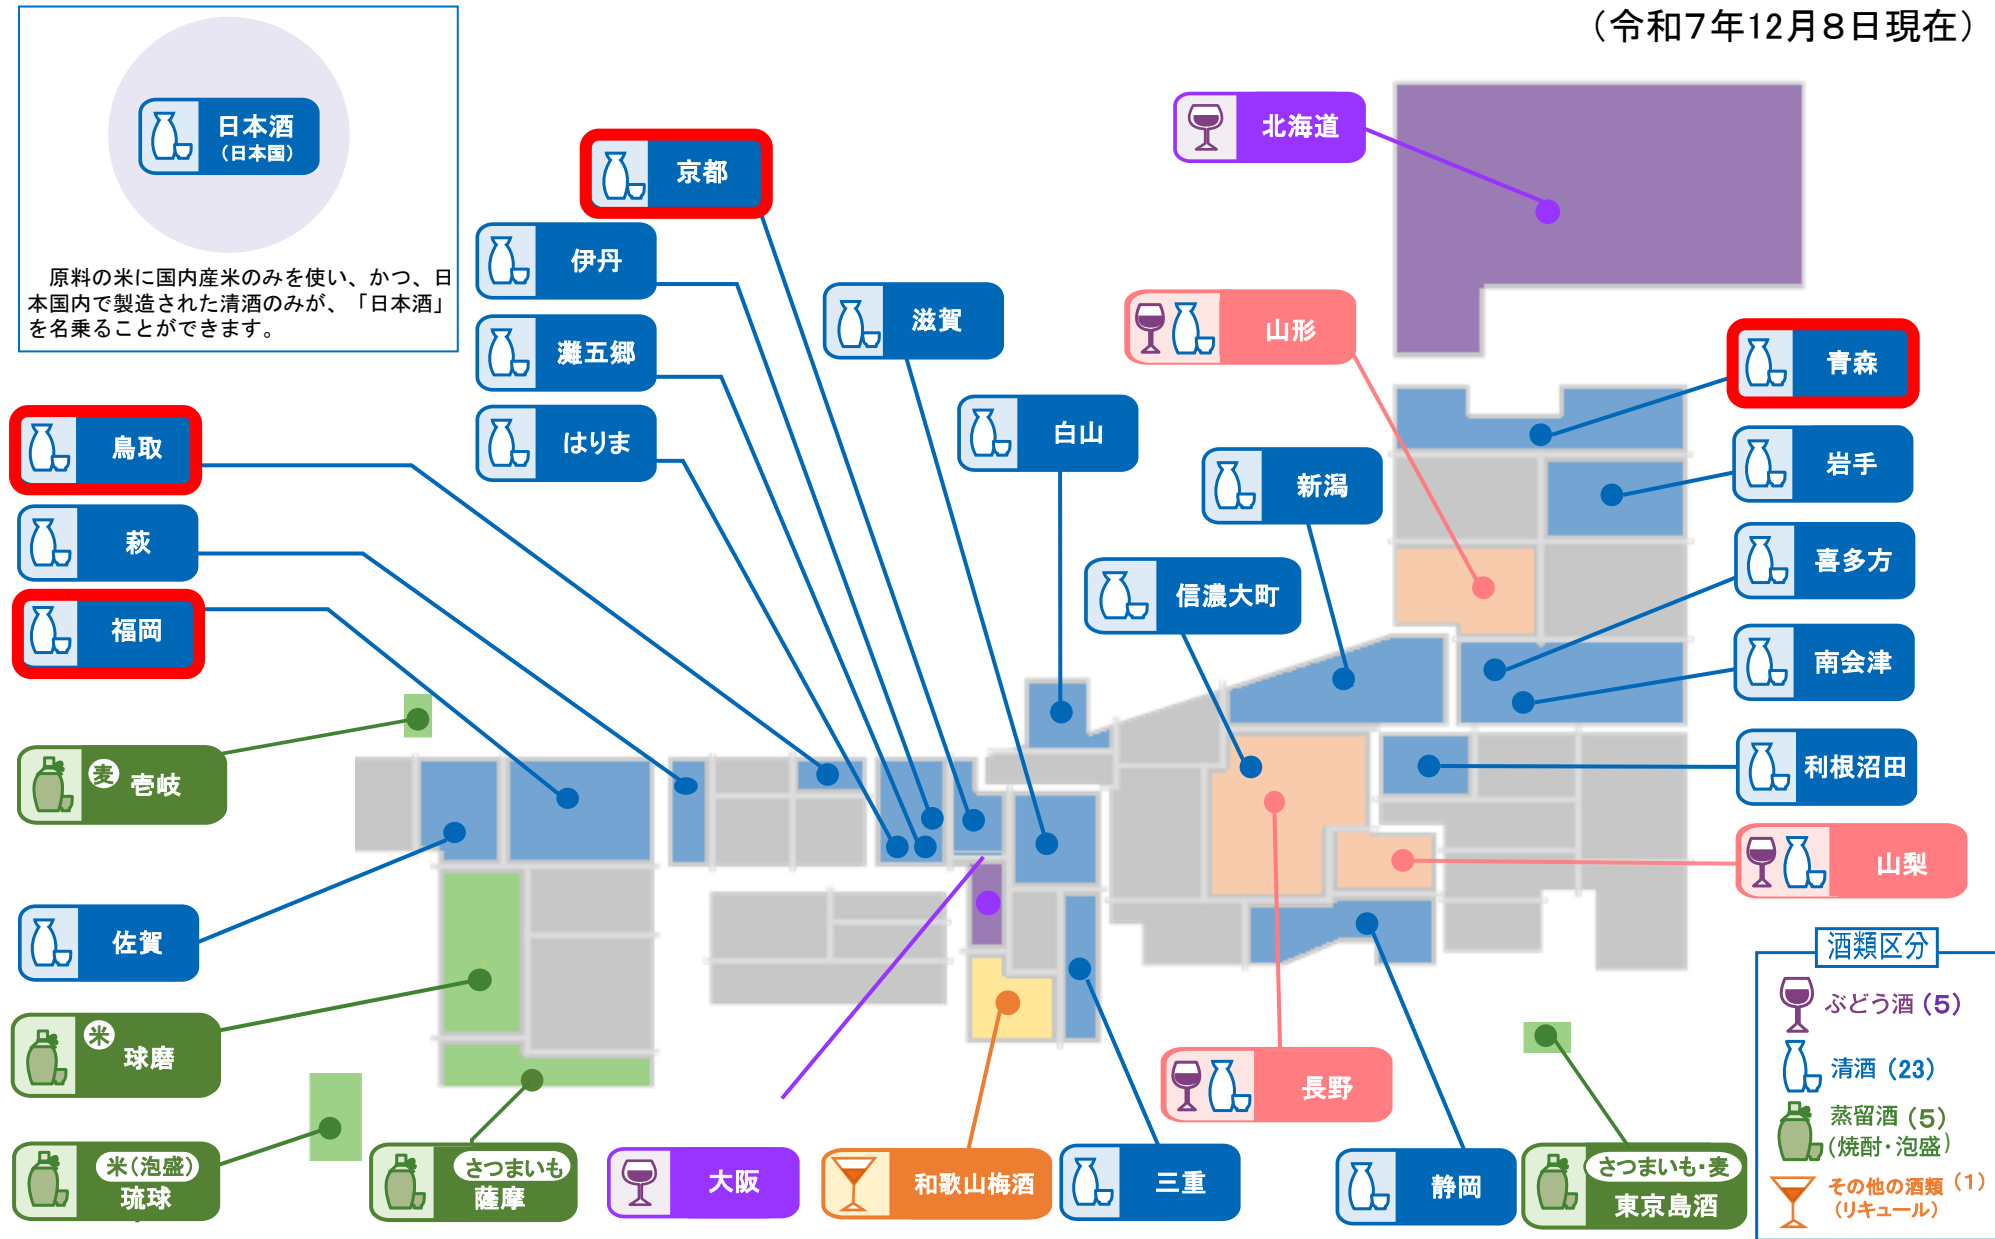 （令和７年12月８日現在）
日本酒
（日本国）
原料の米に国内産米のみを使い、かつ、日
本国内で製造された清酒のみが、「日本酒」
を名乗ることができます。
京都
伊丹
灘五郷
はりま
滋賀
白山
北海道
山形
新潟
信濃大町
青森
岩手
喜多方
南会津
利根沼田
山梨
鳥取
萩
福岡
麦
壱岐
佐賀
米
球磨
米（泡盛）
琉球
さつまいも
薩摩
大阪
和歌山梅酒
三重
長野
静岡
さつまいも・麦
東京島酒
酒類区分
ぶどう酒（５）
清酒（23）
蒸留酒（５）
（焼酎・泡盛）
その他の酒類（１）
（リキュール）